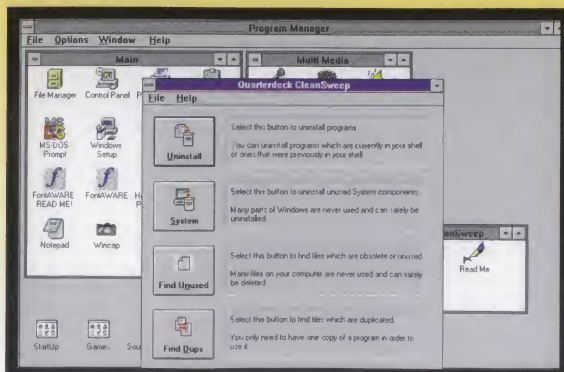 Program Manager
File Options Window Help
Main
Multi Media
File Manager
Control Panel
P
MS-DOS
Prompt
Windows
Setup
FontAWARE
READ ME!
FontAWARE
H
P
Notepad
Wincap
Quarterdeck CleanSweep
File Help
Uninstall
Select this button to uninstall programs
You can uninstall programs which are currently in your shell
or ones that were previously in your shell
System
Select this button to uninstall unused System components.
Many parts of Windows are never used and can safely be
uninstalled.
Find Unused
Select this button to find files which are obsolete or unused.
Many files on your computer are never used and can safely
be deleted.
Find Dups
Select this button to find files which are duplicated.
You only need to have one copy of a program in order to
use it
anSweep
Read Me
StartUp
Games
Sou